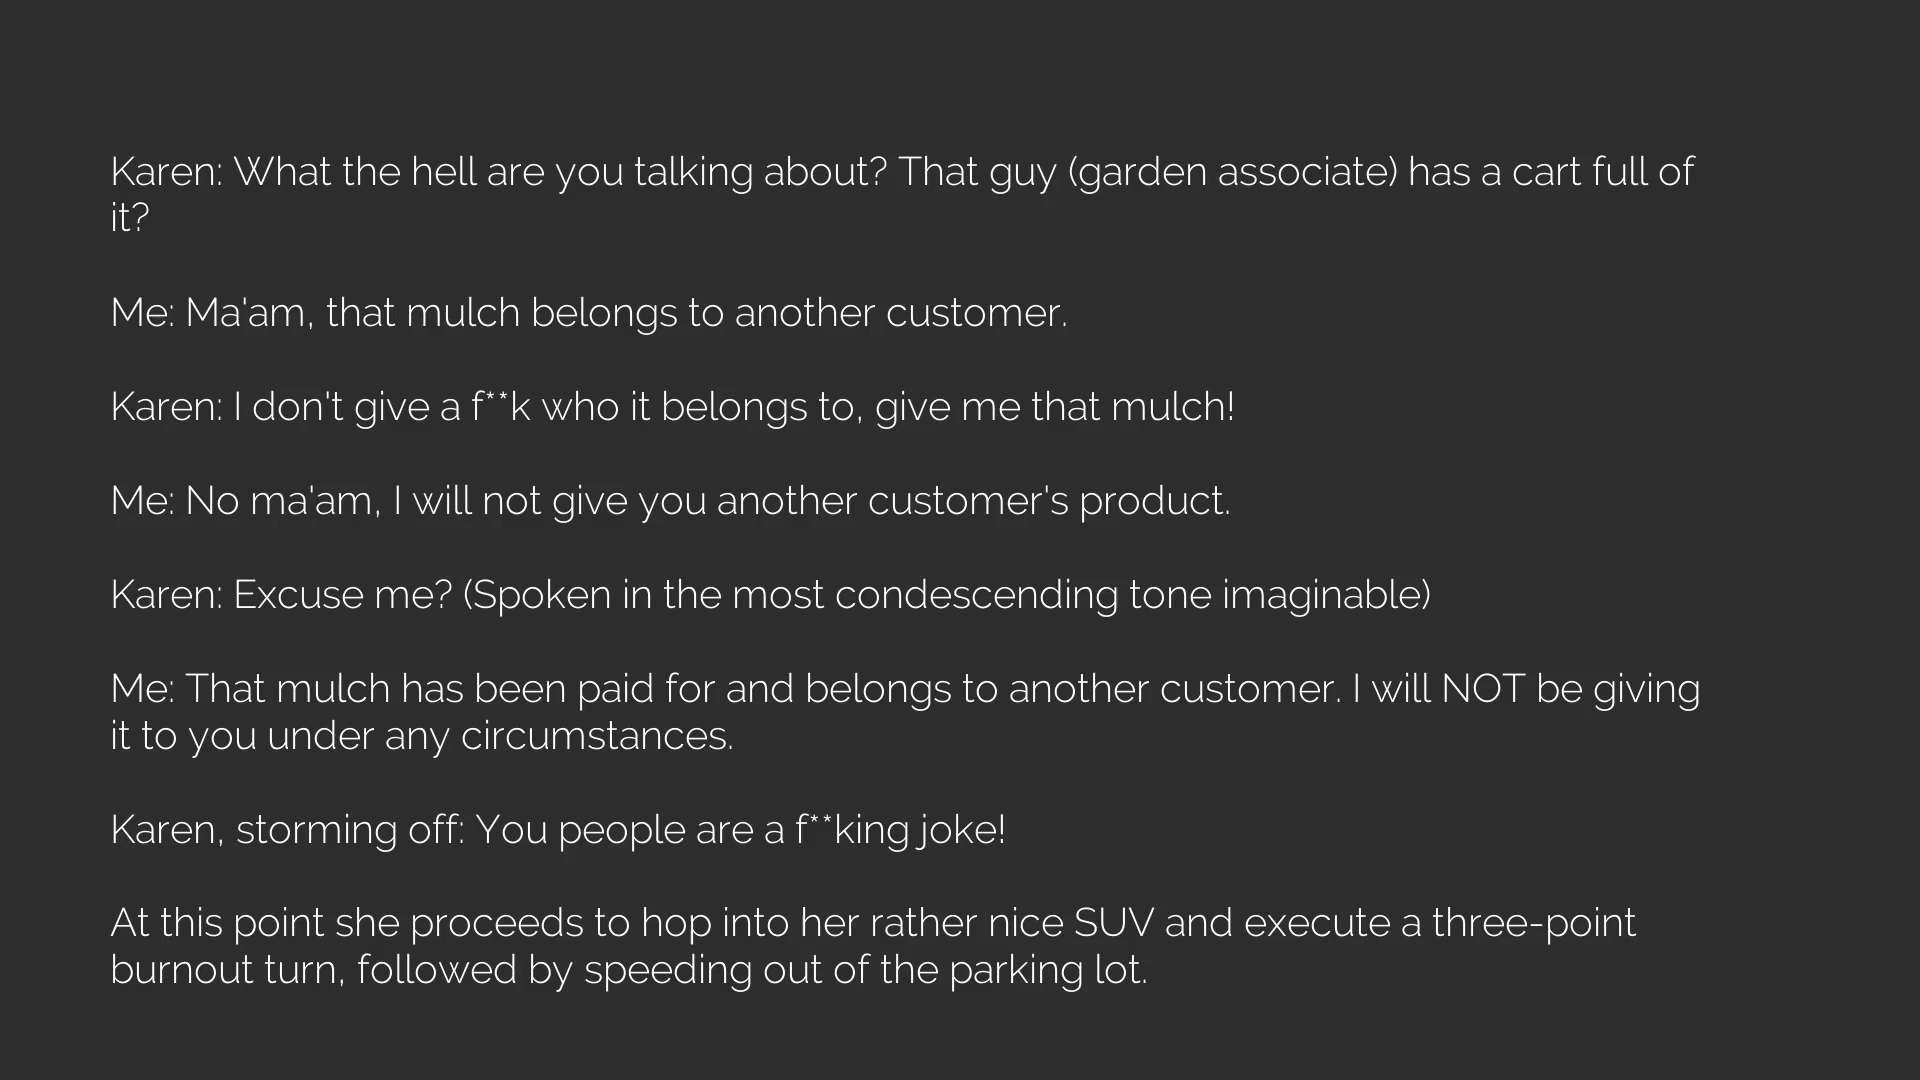 Karen: What the hell are you talking about? That guy (garden associate) has a cart full of
it?
Me: Ma'am, that mulch belongs to another customer.
Karen: I don't give a f**k who it belongs to, give me that mulch!
Me: No ma'am, I will not give you another customer's product.
Karen: Excuse me? (Spoken in the most condescending tone imaginable)
Me: That mulch has been paid for and belongs to another customer. I will NOT be giving
it to you under any circumstances.
Karen, storming off: You people are a f**king joke!
At this point she proceeds to hop into her rather nice SUV and execute a three-point
burnout turn, followed by speeding out of the parking lot.